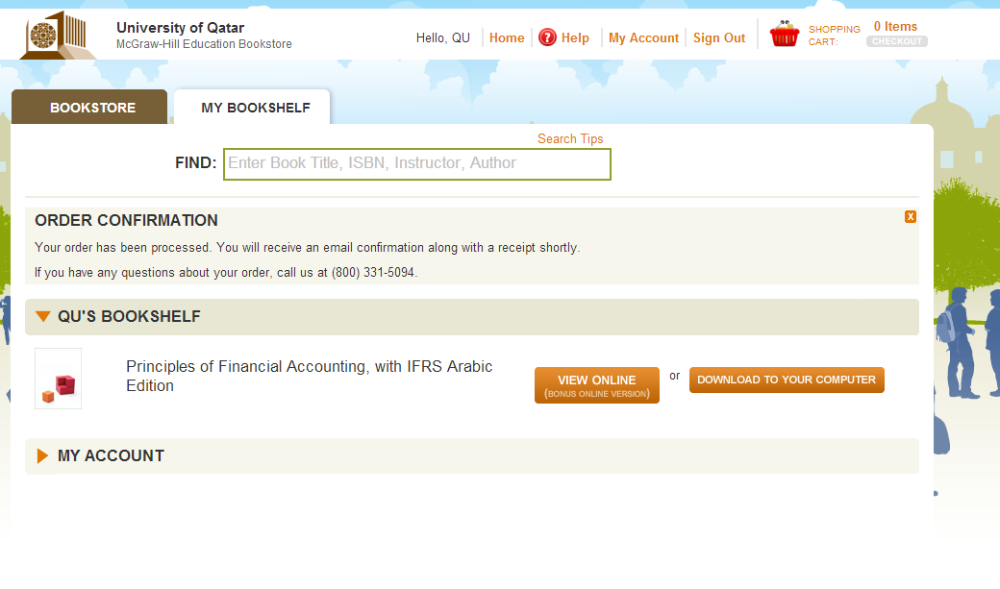 University of Qatar
McGraw-Hill Education Bookstore
Hello, QU
Home
?
Help
My Account
Sign Out
SHOPPING
CART:
0 Items
CHECKOUT
BOOKSTORE
MY BOOKSHELF
Search Tips
FIND:
Enter Book Title, ISBN, Instructor, Author
ORDER CONFIRMATION
X
Your order has been processed. You will receive an email confirmation along with a receipt shortly.
If you have any questions about your order, call us at (800) 331-5094.
QU'S BOOKSHELF
Principles of Financial Accounting, with IFRS Arabic
Edition
VIEW ONLINE
(BONUS ONLINE VERSION)
or
DOWNLOAD TO YOUR COMPUTER
MY ACCOUNT